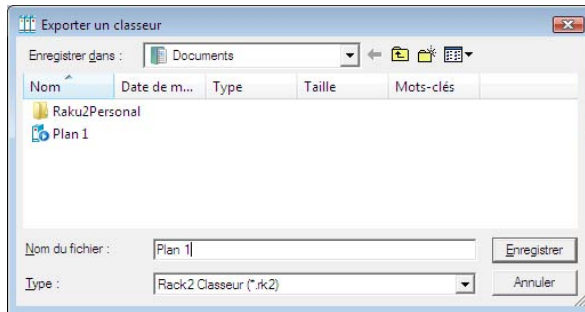 Exporter un classeur
Enregistrer dans : Documents
Nom Date de m... Type Taille Mots-clés
Raku2Personal
Plan 1
Nom du fichier : Plan 1 Enregistrer
Type : Rack2 Classeur (*.rk2) Annuler